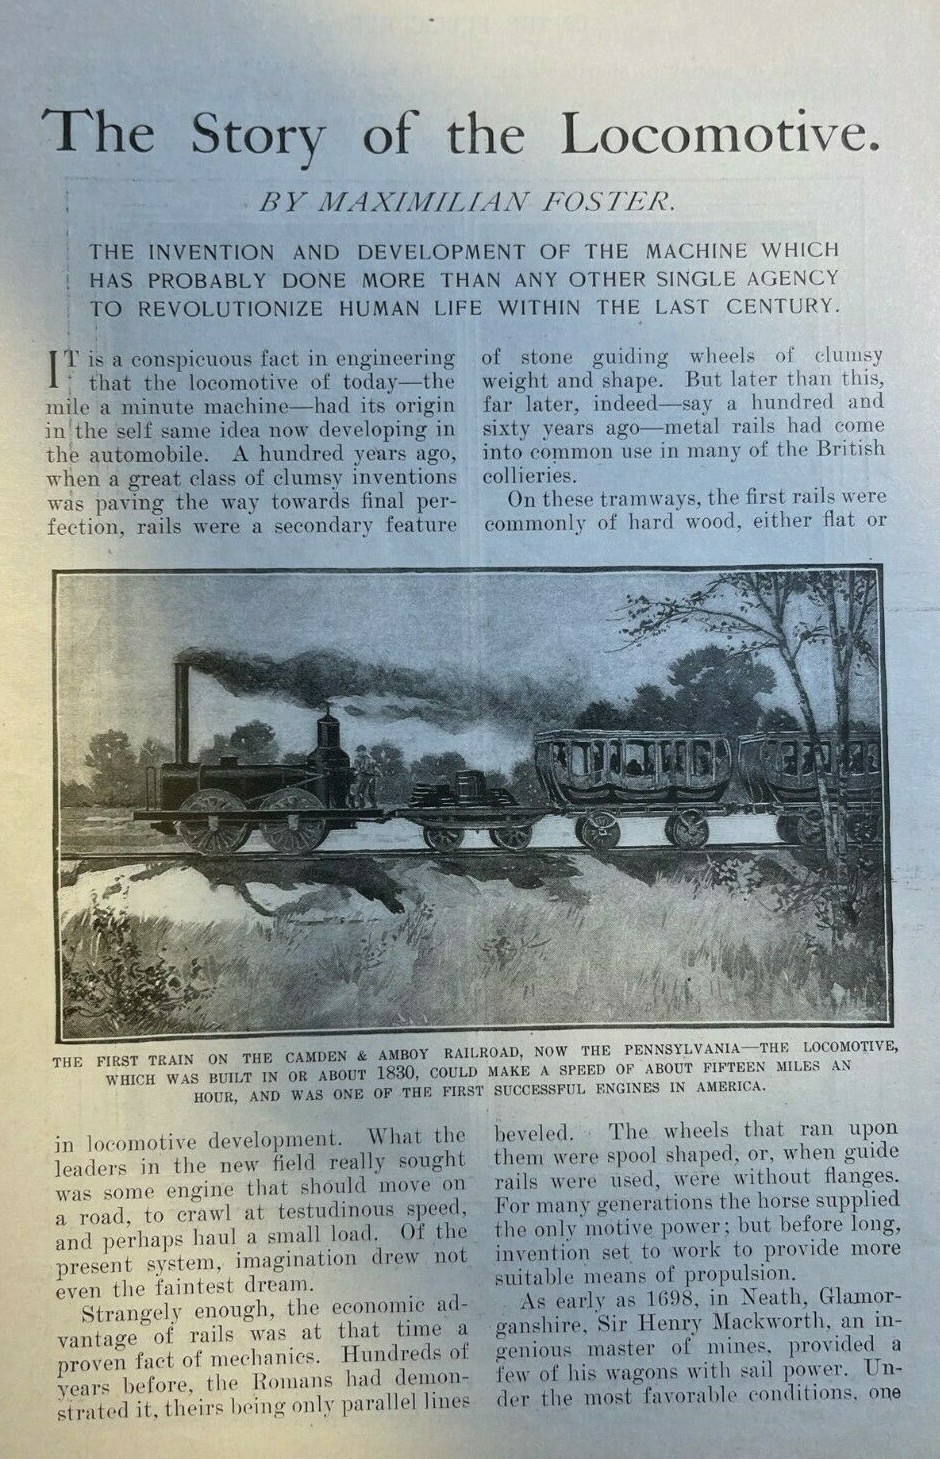 The Story of the Locomotive.
BY MAXIMILIAN FOSTER.
THE INVENTION AND DEVELOPMENT OF THE MACHINE WHICH
HAS PROBABLY DONE MORE THAN ANY OTHER SINGLE AGENCY
TO REVOLUTIONIZE HUMAN LIFE WITHIN THE LAST CENTURY.
IT is a conspicuous fact in engineering
that the locomotive of today—the
mile a minute machine—had its origin
in the self same idea now developing in
the automobile. A hundred years ago,
when a great class of clumsy inventions
was paving the way towards final per-
fection, rails were a secondary feature
of stone guiding wheels of clumsy
weight and shape. But later than this,
far later, indeed—say a hundred and
sixty years ago—metal rails had come
into common use in many of the British
collieries.
On these tramways, the first rails were
commonly of hard wood, either flat or
THE FIRST TRAIN ON THE CAMDEN & AMBOY RAILROAD, NOW THE PENNSYLVANIA—THE LOCOMOTIVE,
WHICH WAS BUILT IN OR ABOUT 1830, COULD MAKE A SPEED OF ABOUT FIFTEEN MILES AN
HOUR, AND WAS ONE OF THE FIRST SUCCESSFUL ENGINES IN AMERICA.
in locomotive development. What the
leaders in the new field really sought
was some engine that should move on
a road, to crawl at testudinous speed,
and perhaps haul a small load. Of the
present system, imagination drew not
even the faintest dream.
Strangely enough, the economic ad-
vantage of rails was at that time a
proven fact of mechanics. Hundreds of
years before, the Romans had demon-
strated it, theirs being only parallel lines
beveled. The wheels that ran upon
them were spool shaped, or, when guide
rails were used, were without flanges.
For many generations the horse supplied
the only motive power; but before long,
invention set to work to provide more
suitable means of propulsion.
As early as 1698, in Neath, Glamor-
ganshire, Sir Henry Mackworth, an in-
genious master of mines, provided a
few of his wagons with sail power. Un-
der the most favorable conditions, one